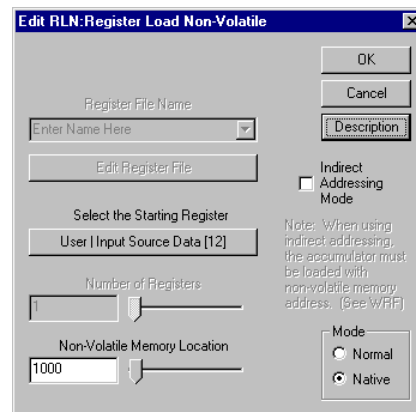 Edit RLN:Register Load Non-Volatile
OK
Cancel
Description
Register File Name
Enter Name Here
Edit Register File
Indirect
Addressing
Mode
Select the Starting Register
User | Input Source Data [12]
Note: When using
indirect addressing,
the accumulator must
be loaded with
non-volatile memory
address. (See WRF)
Number of Registers
1
Non-Volatile Memory Location
1000
Mode
Normal
Native